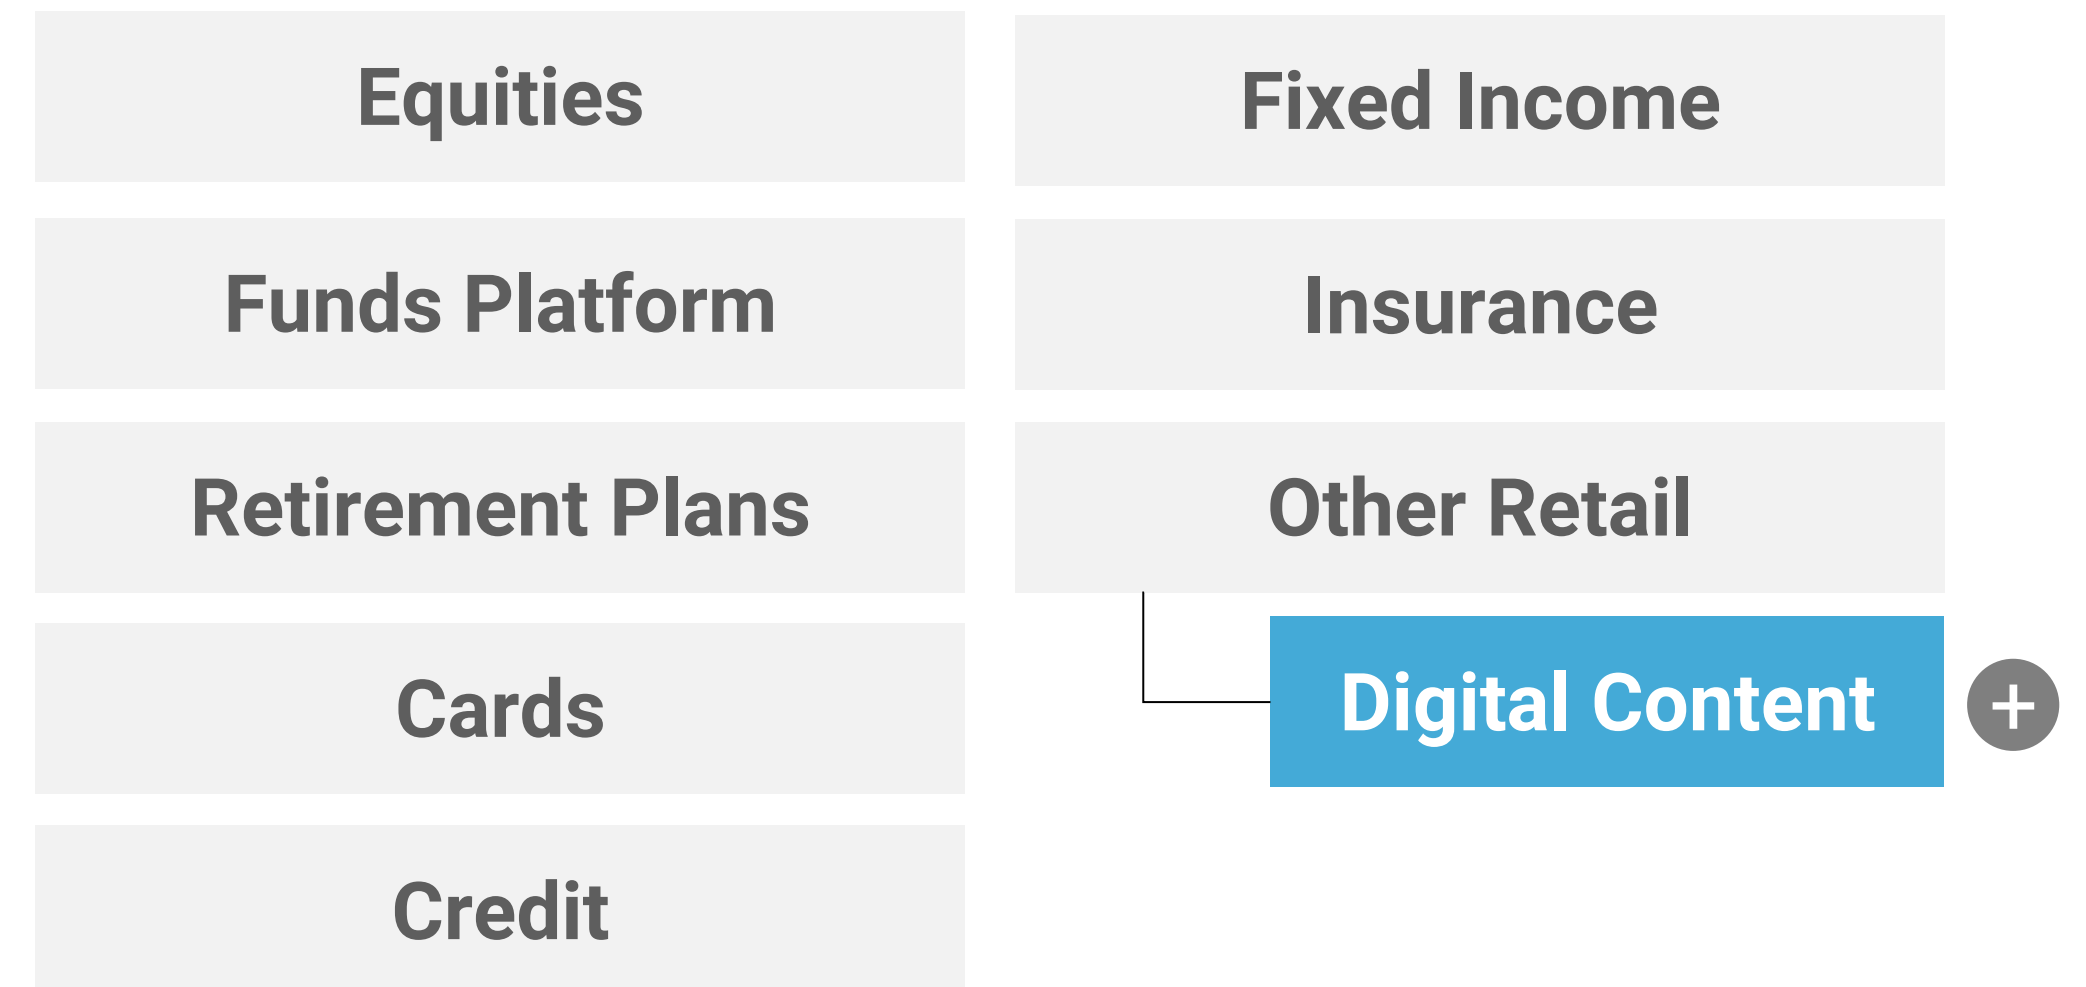 Equities
Fixed Income
Funds Platform
Insurance
Retirement Plans
Other Retail
Cards
Digital Content
+
Credit